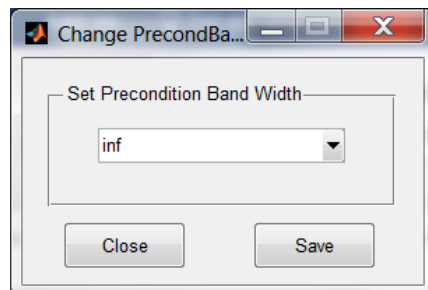 Change PrecondBa...
Set Precondition Band Width
inf
Close
Save